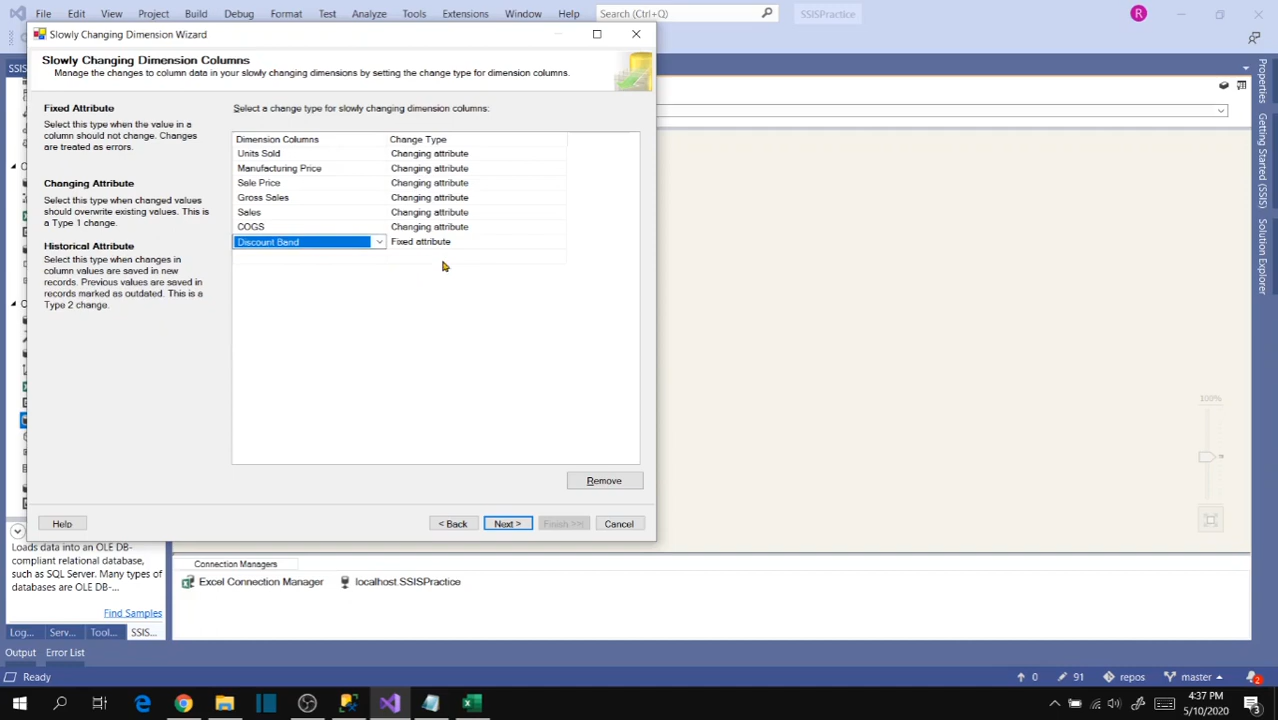 File Edit View Git Project Build Debug Format Test Analyze Tools Extensions Window Help Search (Ctrl+Q) SSISPractice R
Slowly Changing Dimension Wizard
Slowly Changing Dimension Columns
Manage the changes to column data in your slowly changing dimensions by setting the change type for dimension columns.
Fixed Attribute
Select this type when the value in a
column should not change. Changes
are treated as errors.
Changing Attribute
Select this type when changed values
should overwrite existing values. This is
a Type 1 change.
Historical Attribute
Select this type when changes in
column values are saved in new
records. Previous values are saved in
records marked as outdated. This is a
Type 2 change.
Select a change type for slowly changing dimension columns:
Dimension Columns Change Type
Units Sold Changing attribute
Manufacturing Price Changing attribute
Sale Price Changing attribute
Gross Sales Changing attribute
Sales Changing attribute
COGS Changing attribute
Discount Band Fixed attribute
Remove
Help < Back Next > Finish >>| Cancel
SSIS
Properties
Getting Started (SSIS)
Solution Explorer
100%
Loads data into an OLE DB-
compliant relational database,
such as SQL Server. Many types of
databases are OLE DB-...
Find Samples
Log... Serv... Tool... SSIS...
Connection Managers
Excel Connection Manager localhost.SSISPractice
Output Error List
Ready 0 91 repos master 2
4:37 PM
5/10/2020
3